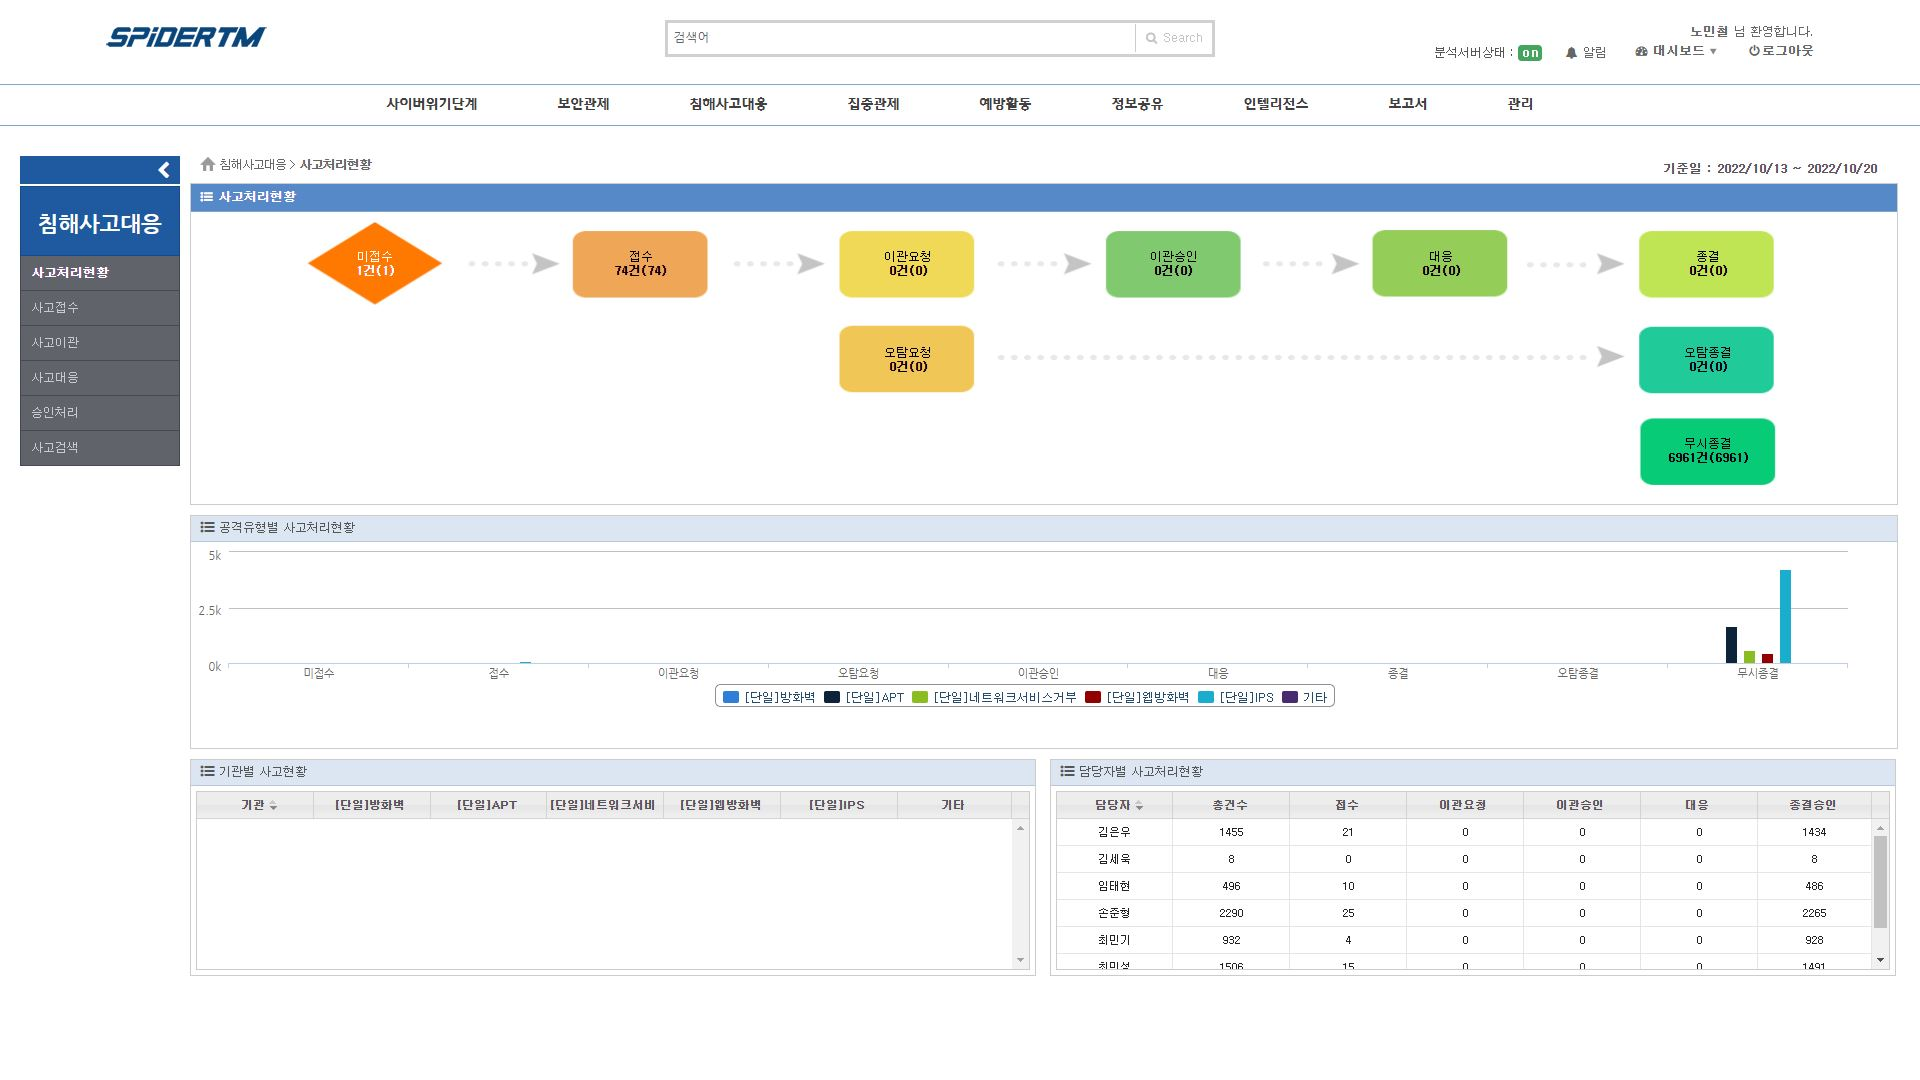 SPiDERTM
검색어
Search
노민철 님 환영합니다.
분석서버상태 : on 알림 대시보드 ▼ 로그아웃
사이버위기단계 보안관제 침해사고대응 집중관제 예방활동 정보공유 인텔리전스 보고서 관리
침해사고대응 > 사고처리현황
기준일 : 2022/10/13 ~ 2022/10/20
침해사고대응
사고처리현황
사고접수
사고이관
사고대응
승인처리
사고검색
사고처리현황
미접수
1건(1)
접수
74건(74)
이관요청
0건(0)
이관승인
0건(0)
대응
0건(0)
종결
0건(0)
오탐요청
0건(0)
오탐종결
0건(0)
무시종결
6961건(6961)
공격유형별 사고처리현황
5k
2.5k
0k
미접수 접수 이관요청 오탐요청 이관승인 대응 종결 오탐종결 무시종결
[단일]방화벽 [단일]APT [단일]네트워크서비스거부 [단일]웹방화벽 [단일]IPS 기타
기관별 사고현황
기관 [단일]방화벽 [단일]APT [단일]네트워크서비 [단일]웹방화벽 [단일]IPS 기타
담당자별 사고처리현황
담당자 총건수 접수 이관요청 이관승인 대응 종결승인
김은우 1455 21 0 0 0 1434
김세욱 8 0 0 0 0 8
임태현 496 10 0 0 0 486
손준형 2290 25 0 0 0 2265
최민기 932 4 0 0 0 928
최민성 1506 15 0 0 0 1491